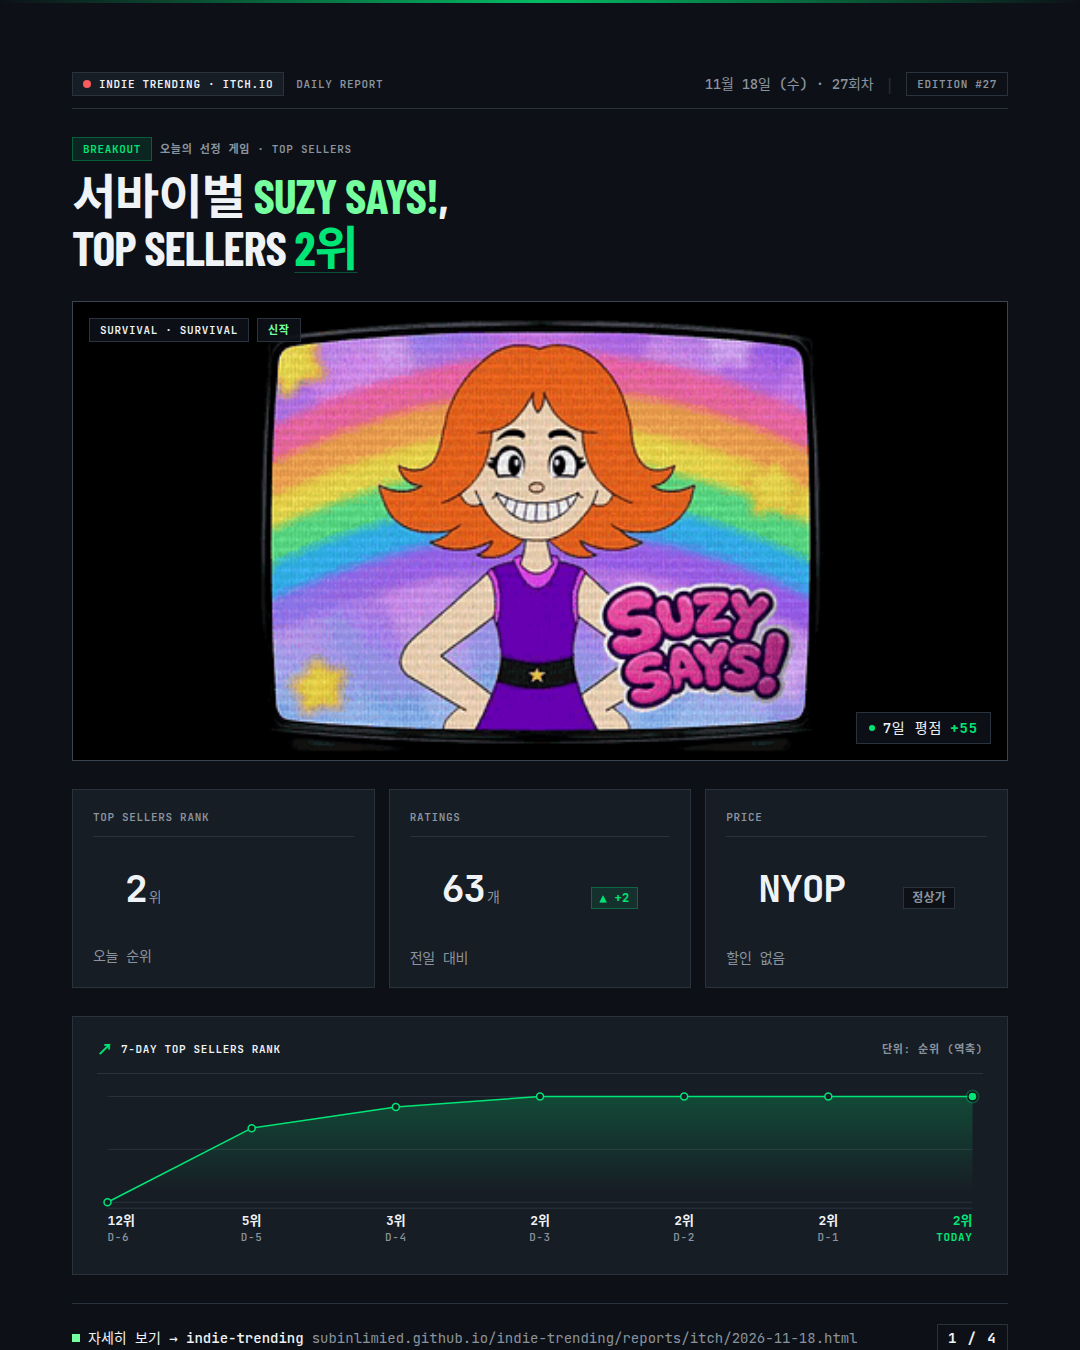 INDIE TRENDING · ITCH.IO
DAILY REPORT
11월 18일 (수) · 27회차
EDITION #27
BREAKOUT
오늘의 선정 게임 · TOP SELLERS
서바이벌 SUZY SAYS!,
TOP SELLERS 2위
SURVIVAL · SURVIVAL
신작
SUZY
SAYS!
7일 평점 +55
TOP SELLERS RANK
2위
오늘 순위
RATINGS
63개
▲ +2
전일 대비
PRICE
NYOP
정상가
할인 없음
↗ 7-DAY TOP SELLERS RANK
단위: 순위 (역축)
12위
D-6
5위
D-5
3위
D-4
2위
D-3
2위
D-2
2위
D-1
2위
TODAY
자세히 보기 → indie-trending subinlimied.github.io/indie-trending/reports/itch/2026-11-18.html
1 / 4